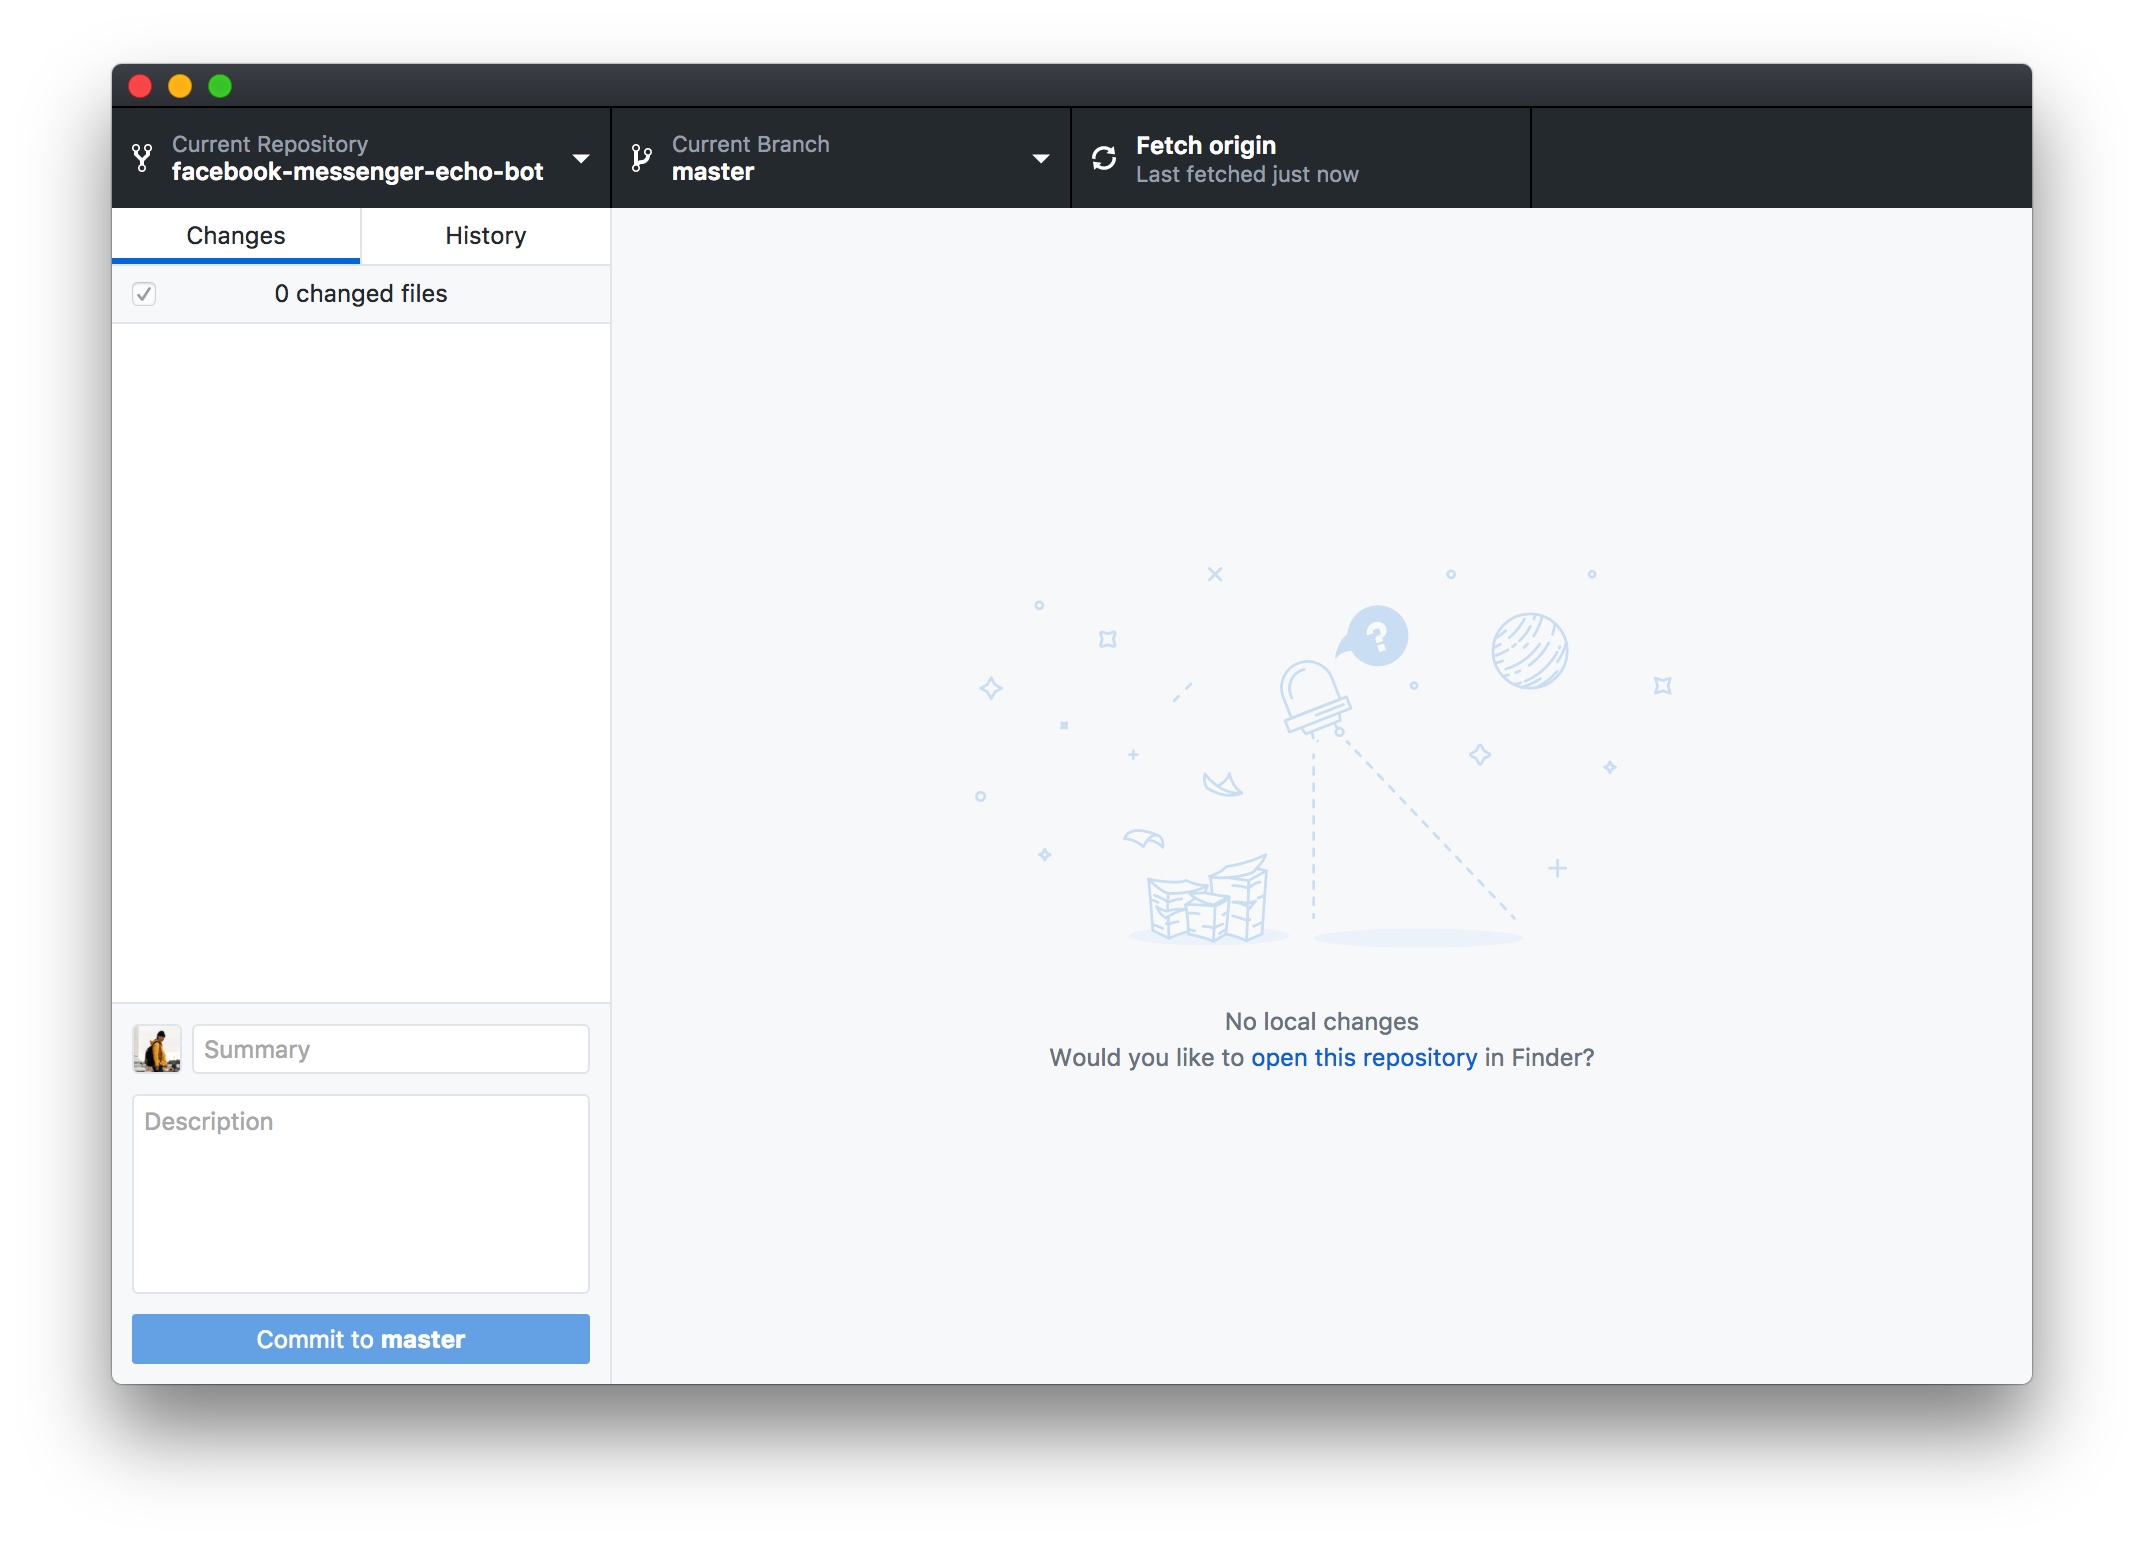 Current Repository
facebook-messenger-echo-bot
Current Branch
master
Fetch origin
Last fetched just now
Changes
History
0 changed files
?
No local changes
Would you like to open this repository in Finder?
Summary
Description
Commit to master